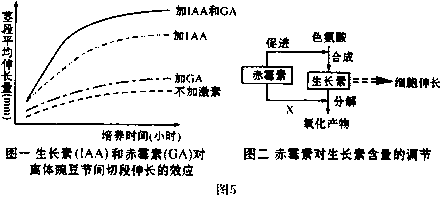 茎段平均伸长量(mm)
加IAA和GA
加IAA
加GA
不加激素
培养时间(小时)
图一 生长素(IAA)和赤霉素(GA)对
离体豌豆节间切段伸长的效应
色氨酸
促进
合成
赤霉素
生长素
细胞伸长
X
分解
氧化产物
图二 赤霉素对生长素含量的调节
图5